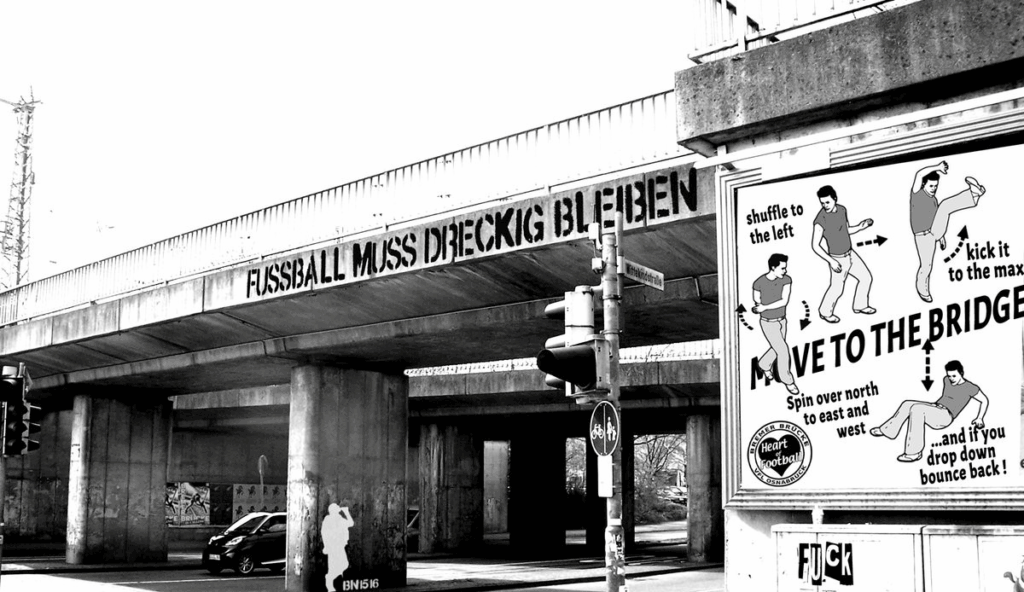 FUSSBALL MUSS DRECKIG BLEIBEN
Wittekindstraße
shuffle to
the left
kick it
to the max
MOVE TO THE BRIDGE
Spin over north
to east and
west
...and if you
drop down
bounce back!
BREMER BRÜCKE
Heart
of
Football
VFL OSNABRÜCK
BN1516
FUCK